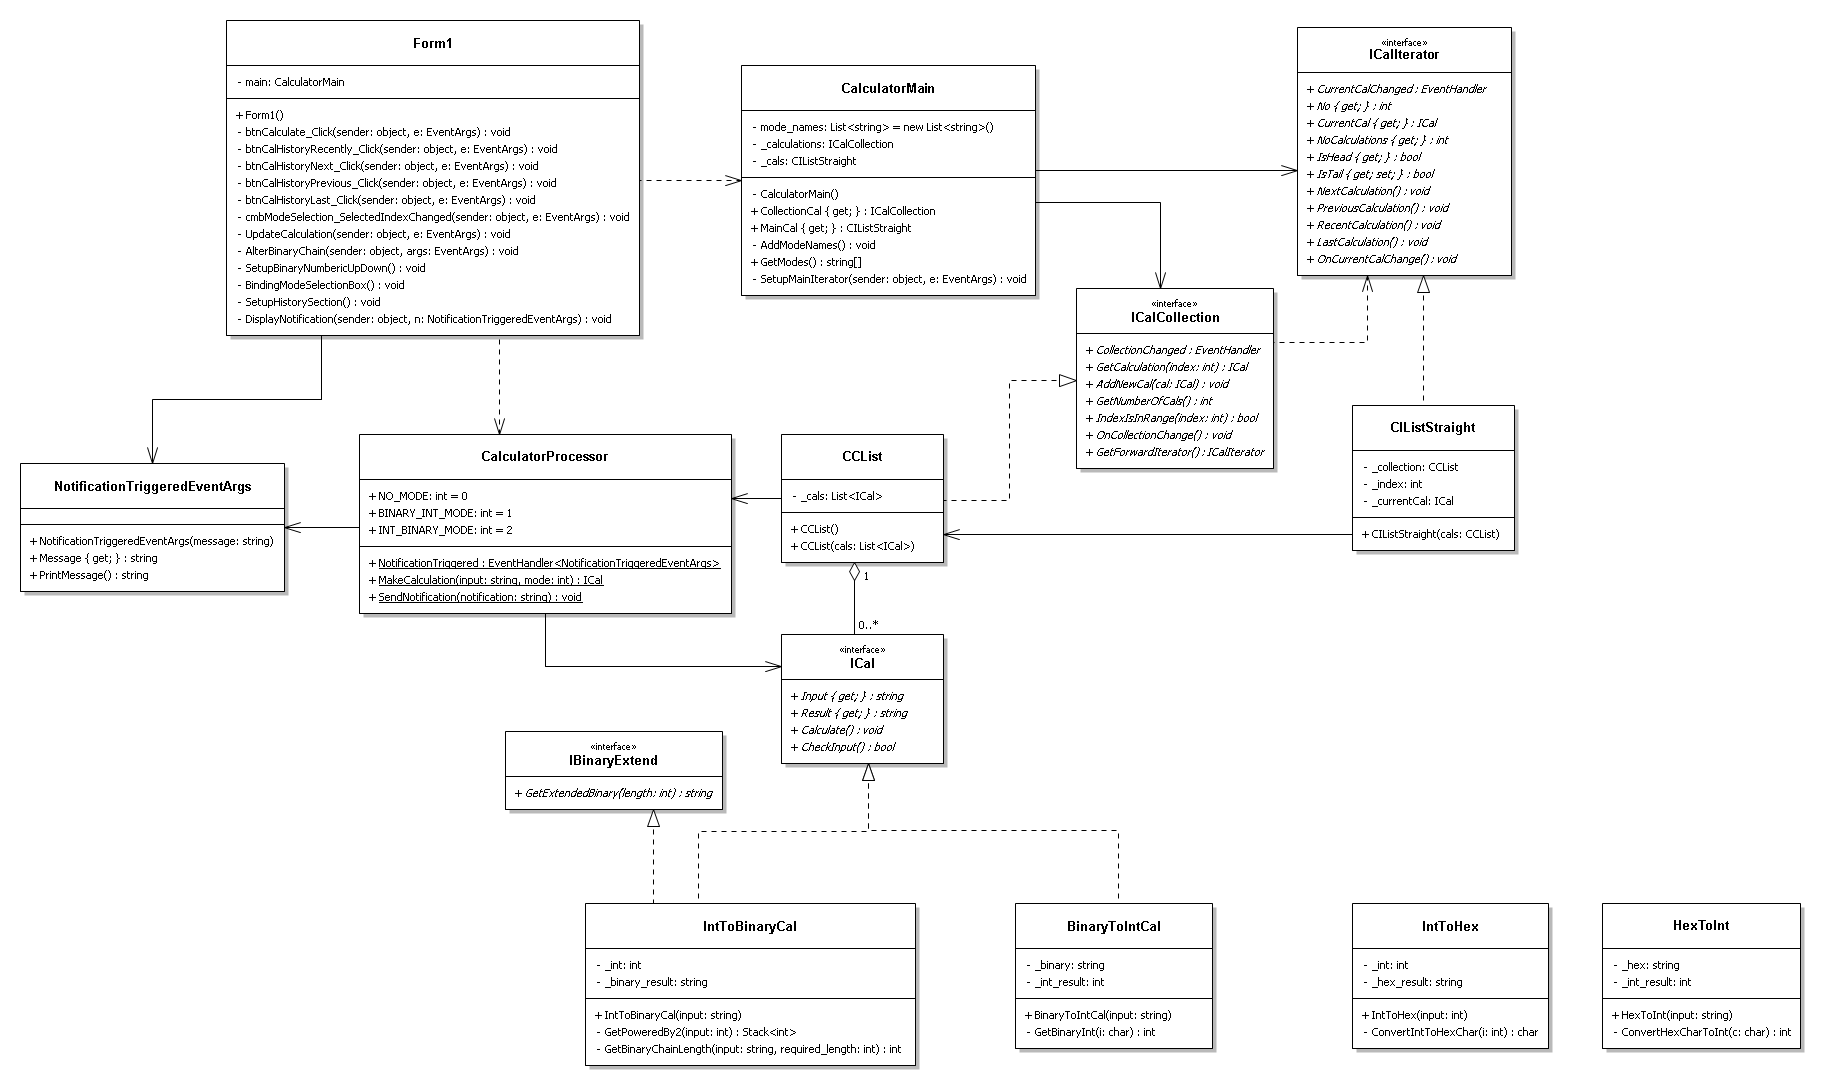 Form1
- main: CalculatorMain
+ Form1()
- btnCalculate_Click(sender: object, e: EventArgs) : void
- btnCalHistoryRecently_Click(sender: object, e: EventArgs) : void
- btnCalHistoryNext_Click(sender: object, e: EventArgs) : void
- btnCalHistoryPrevious_Click(sender: object, e: EventArgs) : void
- btnCalHistoryLast_Click(sender: object, e: EventArgs) : void
- cmbModeSelection_SelectedIndexChanged(sender: object, e: EventArgs) : void
- UpdateCalculation(sender: object, e: EventArgs) : void
- AlterBinaryChain(sender: object, args: EventArgs) : void
- SetupBinaryNumbericUpDown() : void
- BindingModeSelectionBox() : void
- SetupHistorySection() : void
- DisplayNotification(sender: object, n: NotificationTriggeredEventArgs) : void
CalculatorMain
- mode_names: List<string> = new List<string>()
- _calculations: ICalCollection
- _cals: CIListStraight
- CalculatorMain()
+ CollectionCal { get; } : ICalCollection
+ MainCal { get; } : CIListStraight
- AddModeNames() : void
+ GetModes() : string[]
- SetupMainIterator(sender: object, e: EventArgs) : void
«interface»
ICalIterator
+ CurrentCalChanged : EventHandler
+ No { get; } : int
+ CurrentCal { get; } : ICal
+ NoCalculations { get; } : int
+ IsHead { get; } : bool
+ IsTail { get; set; } : bool
+ NextCalculation() : void
+ PreviousCalculation() : void
+ RecentCalculation() : void
+ LastCalculation() : void
+ OnCurrentCalChange() : void
«interface»
ICalCollection
+ CollectionChanged : EventHandler
+ GetCalculation(index: int) : ICal
+ AddNewCal(cal: ICal) : void
+ GetNumberOfCals() : int
+ IndexIsInRange(index: int) : bool
+ OnCollectionChange() : void
+ GetForwardIterator() : ICalIterator
CIListStraight
- _collection: CCList
- _index: int
- _currentCal: ICal
+ CIListStraight(cals: CCList)
NotificationTriggeredEventArgs
+ NotificationTriggeredEventArgs(message: string)
+ Message { get; } : string
+ PrintMessage() : string
CalculatorProcessor
+ NO_MODE: int = 0
+ BINARY_INT_MODE: int = 1
+ INT_BINARY_MODE: int = 2
+ NotificationTriggered : EventHandler<NotificationTriggeredEventArgs>
+ MakeCalculation(input: string, mode: int) : ICal
+ SendNotification(notification: string) : void
CCList
- _cals: List<ICal>
+ CCList()
+ CCList(cals: List<ICal>)
1
0..*
«interface»
ICal
+ Input { get; } : string
+ Result { get; } : string
+ Calculate() : void
+ CheckInput() : bool
«interface»
IBinaryExtend
+ GetExtendedBinary(length: int) : string
IntToBinaryCal
- _int: int
- _binary_result: string
+ IntToBinaryCal(input: string)
- GetPoweredBy2(input: int) : Stack<int>
- GetBinaryChainLength(input: string, required_length: int) : int
BinaryToIntCal
- _binary: string
- _int_result: int
+ BinaryToIntCal(input: string)
- GetBinaryInt(i: char) : int
IntToHex
- _int: int
- _hex_result: string
+ IntToHex(input: int)
- ConvertIntToHexChar(i: int) : char
HexToInt
- _hex: string
- _int_result: int
+ HexToInt(input: string)
- ConvertHexCharToInt(c: char) : int